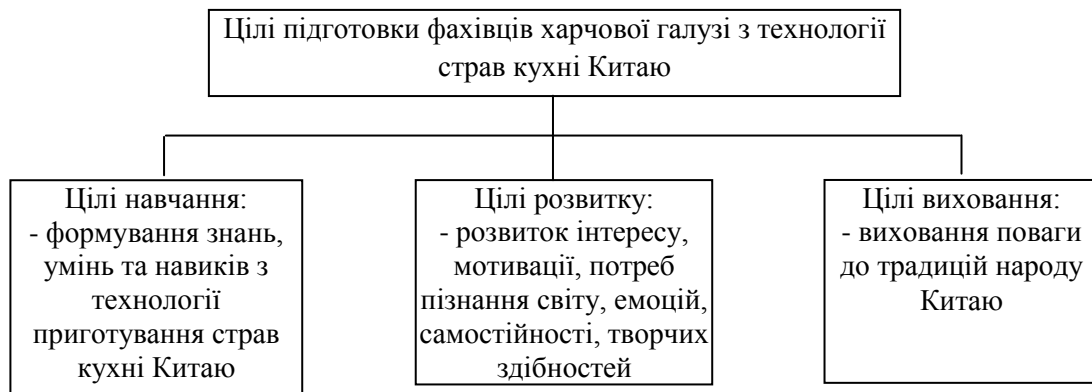 Цілі підготовки фахівців харчової галузі з технології
страв кухні Китаю
Цілі навчання:
- формування знань,
умінь та навиків з
технології
приготування страв
кухні Китаю
Цілі розвитку:
- розвиток інтересу,
мотивації, потреб
пізнання світу, емоцій,
самостійності, творчих
здібностей
Цілі виховання:
- виховання поваги
до традицій народу
Китаю